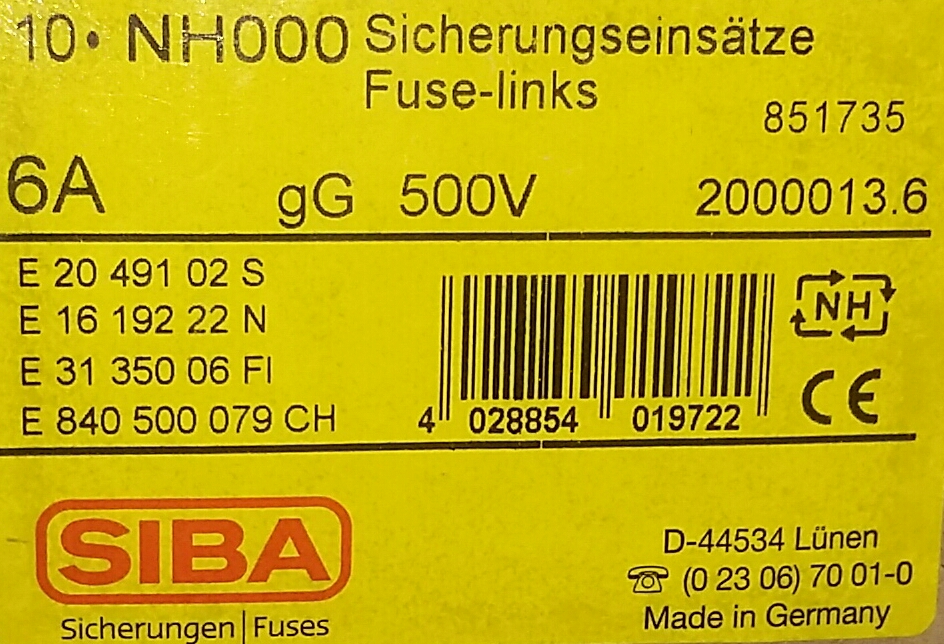 10• NH000 Sicherungseinsätze
Fuse-links
851735
6A gG 500V 2000013.6
E 20 491 02 S
E 16 192 22 N
E 31 350 06 FI
E 840 500 079 CH
4 028854 019722
NH
CE
SIBA
Sicherungen | Fuses
D-44534 Lünen
☎ (0 23 06) 70 01-0
Made in Germany